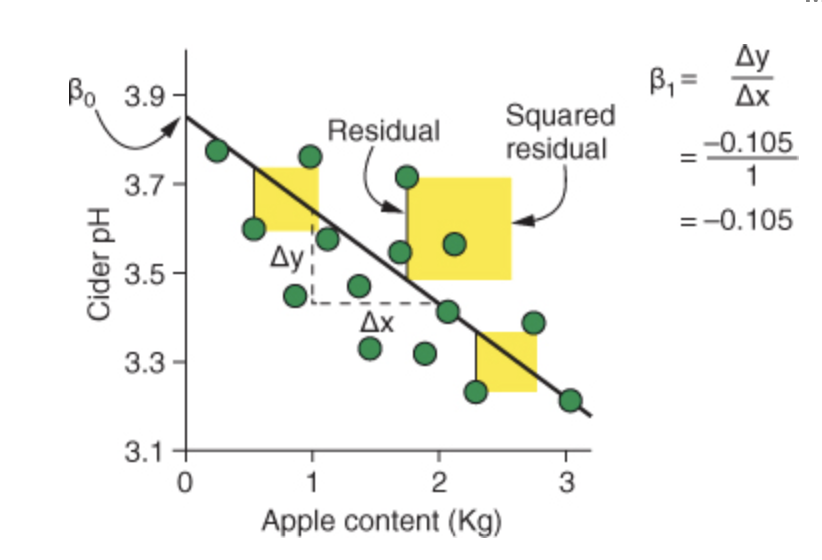 β0
3.9
3.7
3.5
3.3
3.1
Cider pH
0 1 2 3
Apple content (Kg)
Residual
Squared
residual
Δy
Δx
β1 = Δy
Δx
= −0.105
1
= −0.105